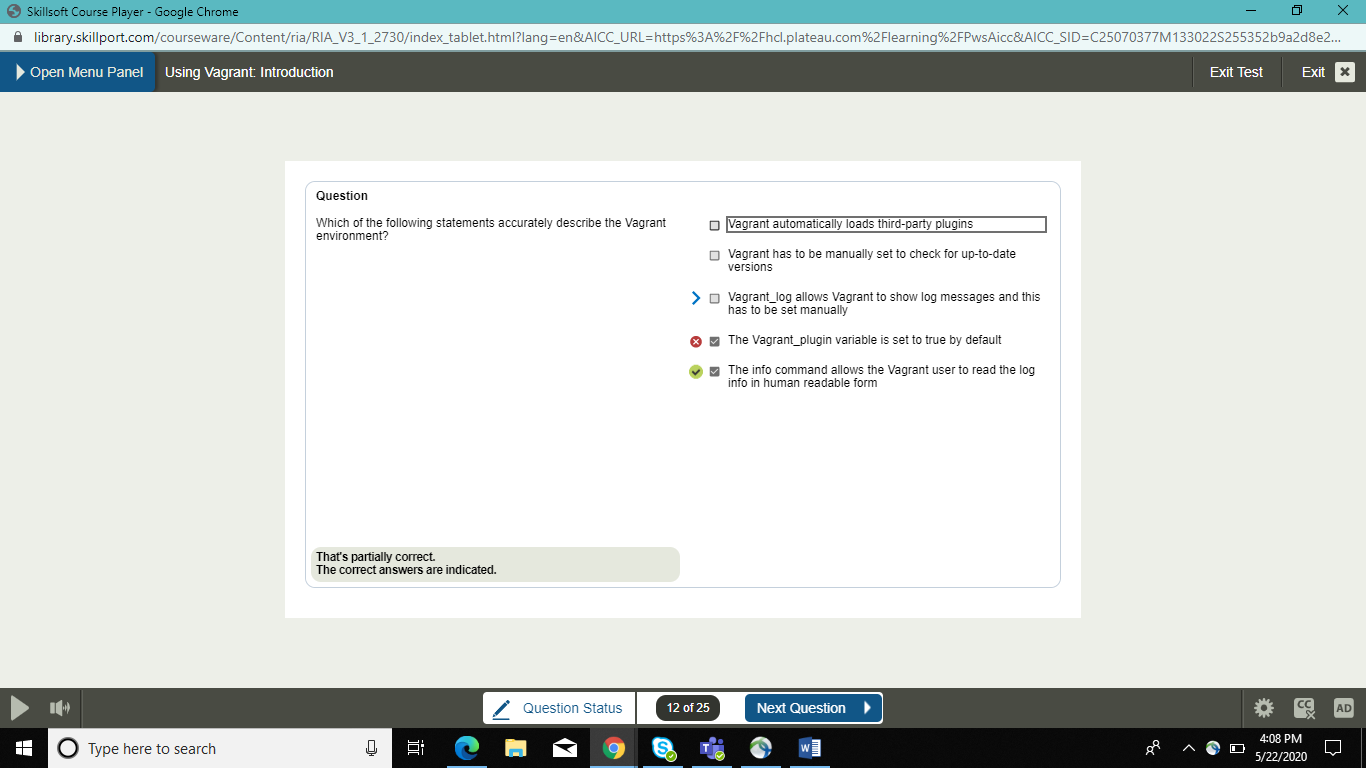 Skillsoft Course Player - Google Chrome
library.skillport.com/courseware/Content/ria/RIA_V3_1_2730/index_tablet.html?lang=en&AICC_URL=https%3A%2F%2Fhcl.plateau.com%2Flearning%2FPwsAicc&AICC_SID=C25070377M133022S255352b9a2d8e2...
Open Menu Panel
Using Vagrant: Introduction
Exit Test
Exit
Question
Which of the following statements accurately describe the Vagrant
environment?
Vagrant automatically loads third-party plugins
Vagrant has to be manually set to check for up-to-date
versions
Vagrant_log allows Vagrant to show log messages and this
has to be set manually
The Vagrant_plugin variable is set to true by default
The info command allows the Vagrant user to read the log
info in human readable form
That's partially correct.
The correct answers are indicated.
Question Status
12 of 25
Next Question
CC
AD
Type here to search
4:08 PM
5/22/2020